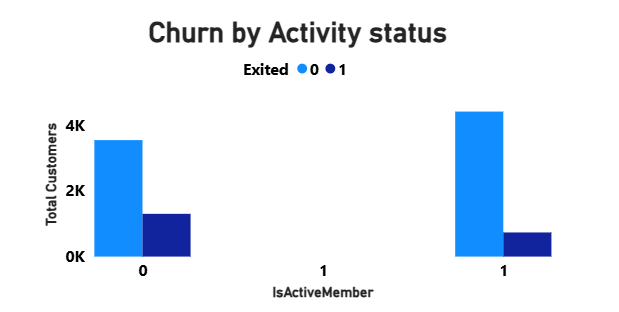 Churn by Activity status
Exited 0 1
Total Customers
4K
2K
0K
0 1 1
IsActiveMember